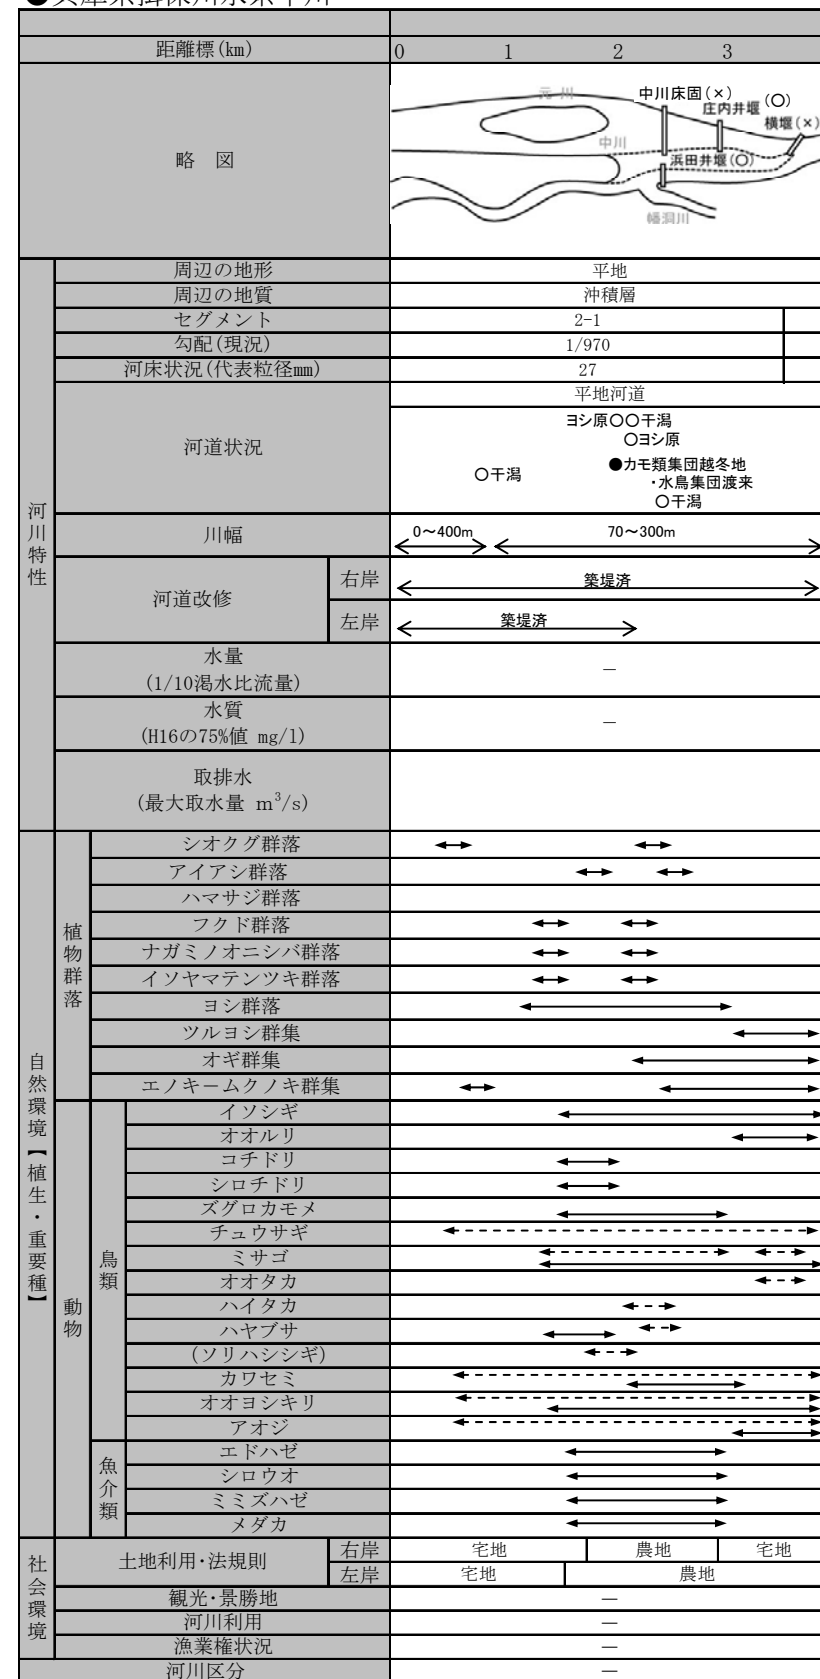 距離標(km) 0 1 2 3
略　図
元 川
中川床固(×)
庄内井堰(〇)
横堰(×)
中川
浜田井堰(〇)
幡洞川
河川特性
周辺の地形 平地
周辺の地質 沖積層
セグメント 2-1
勾配(現況) 1/970
河床状況(代表粒径mm) 27
河道状況
平地河道
ヨシ原〇〇干潟
〇ヨシ原
●カモ類集団越冬地
・水鳥集団渡来
〇干潟
〇干潟
川幅 0～400m 70～300m
河道改修
右岸 築堤済
左岸 築堤済
水量
(1/10渇水比流量)
－
水質
(H16の75%値 mg/l)
－
取排水
(最大取水量 m³/s)
自然環境【植生・重要種】
植物群落
シオクグ群落
アイアシ群落
ハマサジ群落
フクド群落
ナガミノオニシバ群落
イソヤマテンツキ群落
ヨシ群落
ツルヨシ群集
オギ群集
エノキームクノキ群集
動物
鳥類
イソシギ
オオルリ
コチドリ
シロチドリ
ズグロカモメ
チュウサギ
ミサゴ
オオタカ
ハイタカ
ハヤブサ
(ソリハシシギ)
カワセミ
オオヨシキリ
アオジ
魚介類
エドハゼ
シロウオ
ミミズハゼ
メダカ
社会環境
土地利用・法規則
右岸 宅地 農地 宅地
左岸 宅地 農地
観光・景勝地 －
河川利用 －
漁業権状況 －
河川区分 －